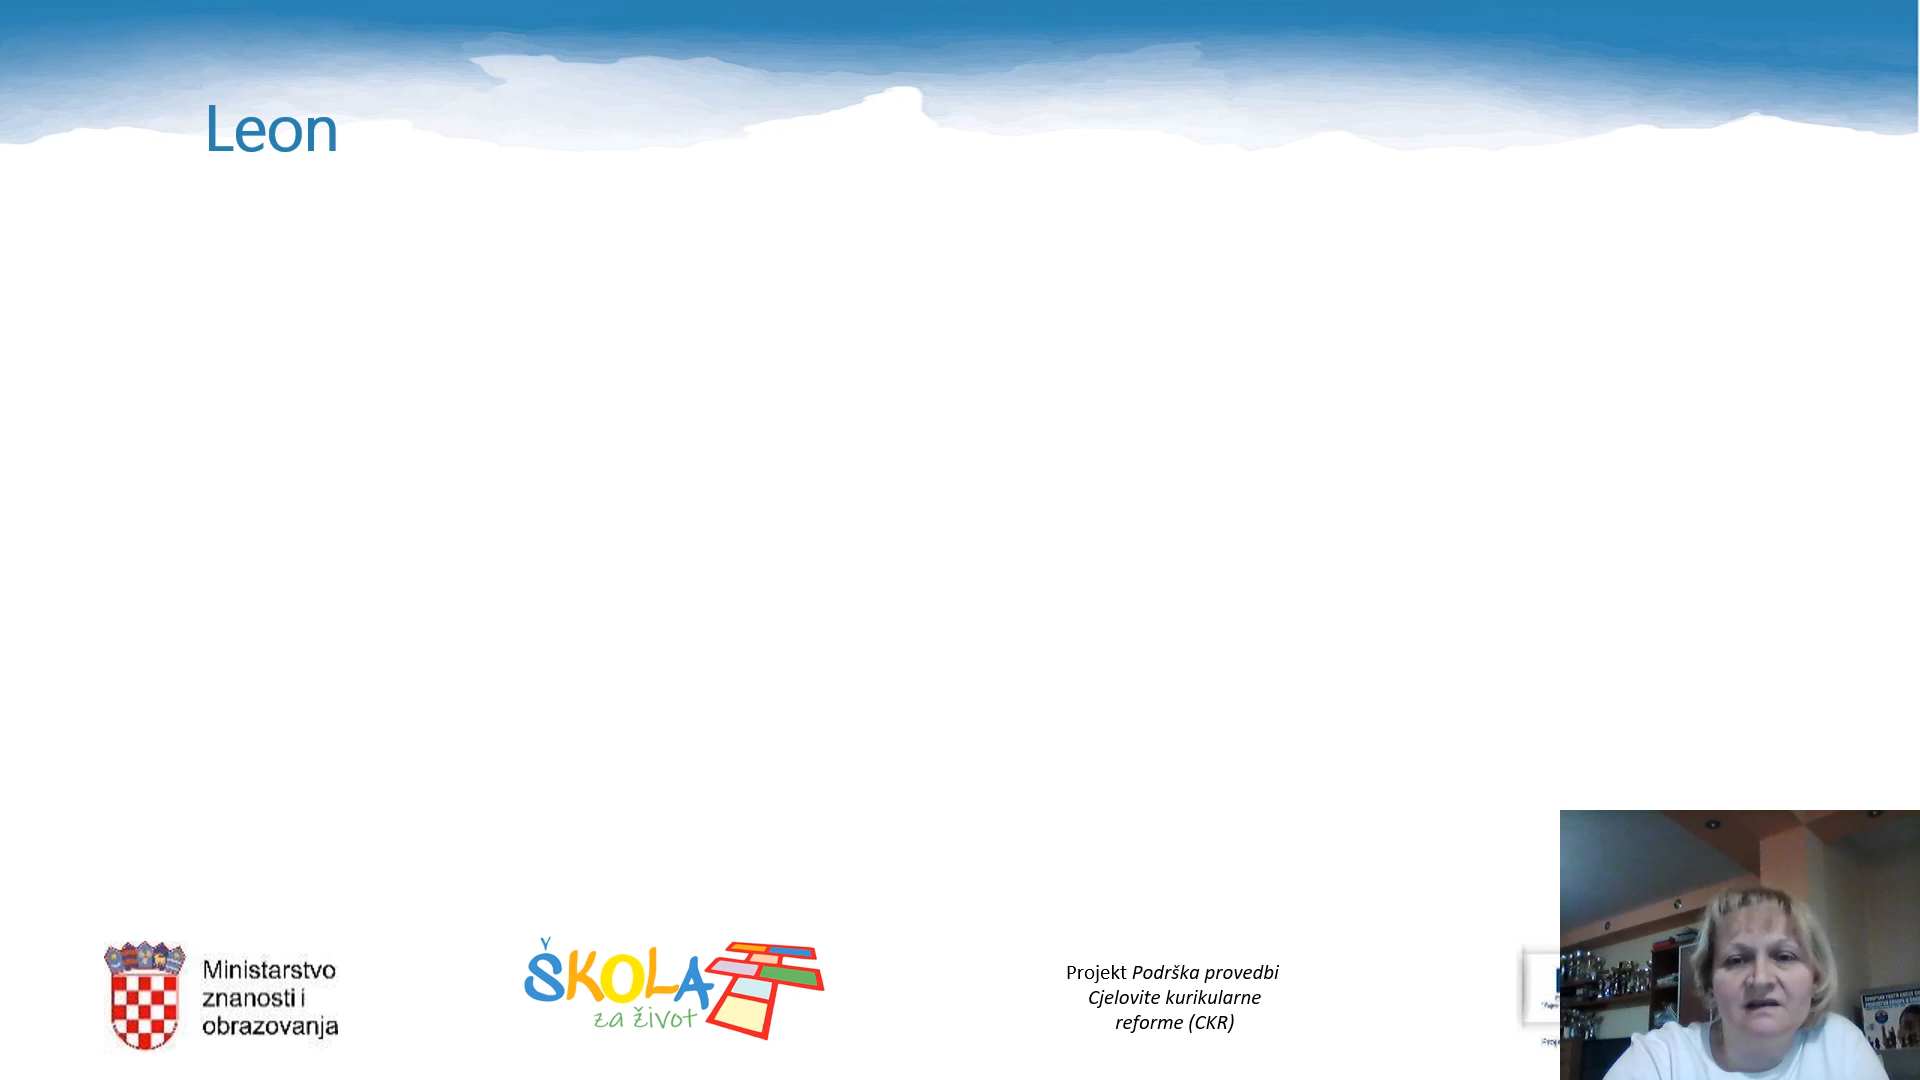 Leon
Ministarstvo
znanosti i
obrazovanja
ŠKOLA
za život
Projekt Podrška provedbi
Cjelovite kurikularne
reforme (CKR)